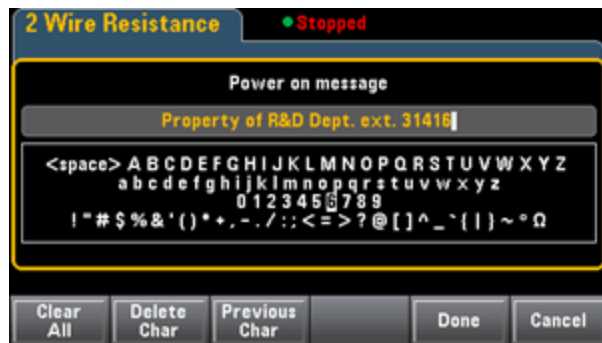 2 Wire Resistance
Stopped
Power on message
Property of R&D Dept. ext. 31416
<space> A B C D E F G H I J K L M N O P Q R S T U V W X Y Z
a b c d e f g h i j k l m n o p q r s t u v w x y z
0 1 2 3 4 5 6 7 8 9
! " # $ % & ' ( ) * + , - . / : ; < = > ? @ [ ] ^ _ ` { | } ~ ° Ω
Clear All
Delete Char
Previous Char
Done
Cancel